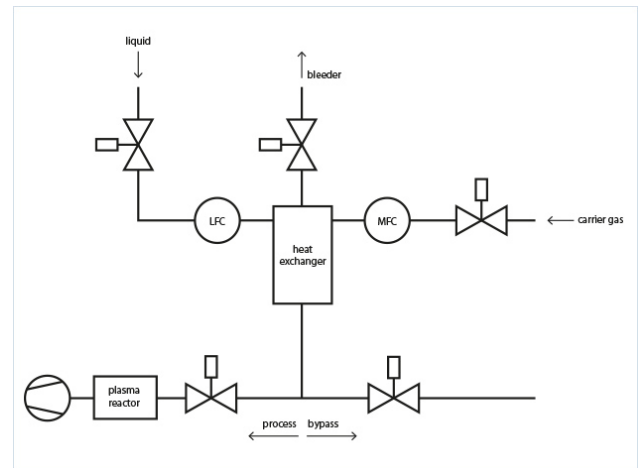 liquid
bleeder
LFC
MFC
carrier gas
heat
exchanger
plasma
reactor
process bypass